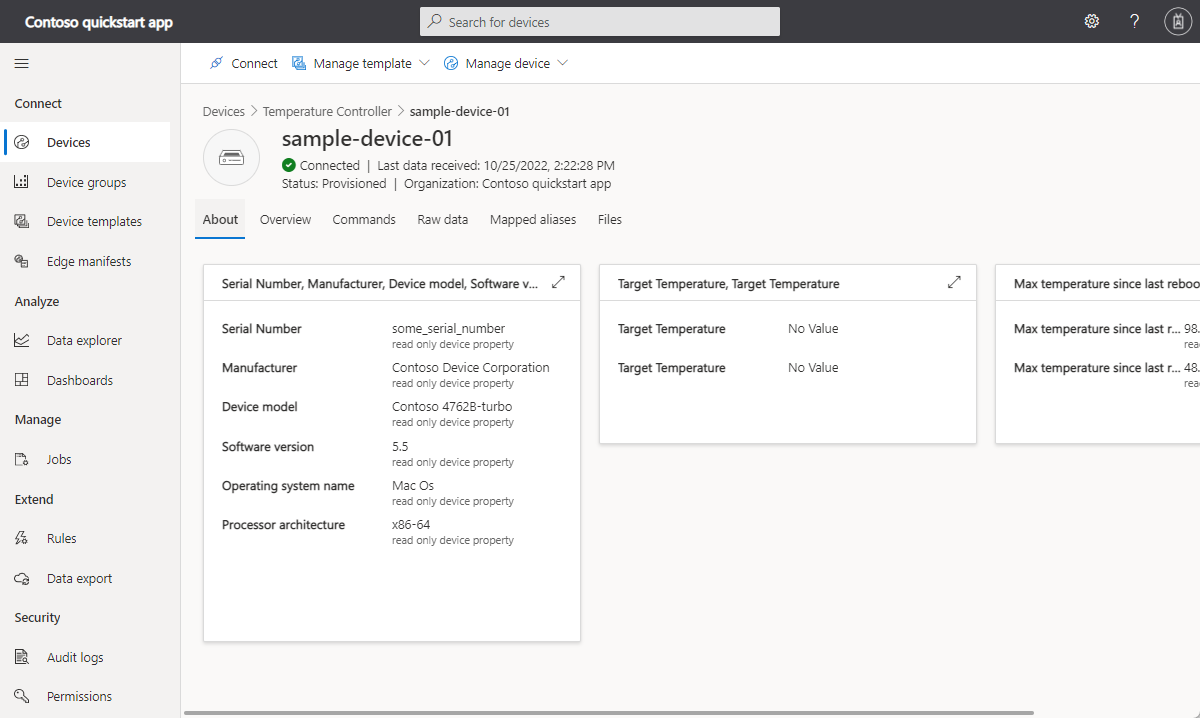 Contoso quickstart app
Search for devices
?
Connect
Devices
Device groups
Device templates
Edge manifests
Analyze
Data explorer
Dashboards
Manage
Jobs
Extend
Rules
Data export
Security
Audit logs
Permissions
Connect Manage template Manage device
Devices > Temperature Controller > sample-device-01
sample-device-01
Connected | Last data received: 10/25/2022, 2:22:28 PM
Status: Provisioned | Organization: Contoso quickstart app
About Overview Commands Raw data Mapped aliases Files
Serial Number, Manufacturer, Device model, Software v...
Serial Number some_serial_number
read only device property
Manufacturer Contoso Device Corporation
read only device property
Device model Contoso 4762B-turbo
read only device property
Software version 5.5
read only device property
Operating system name Mac Os
read only device property
Processor architecture x86-64
read only device property
Target Temperature, Target Temperature
Target Temperature No Value
Target Temperature No Value
Max temperature since last reboo
Max temperature since last r... 98.
rea
Max temperature since last r... 48.
rea